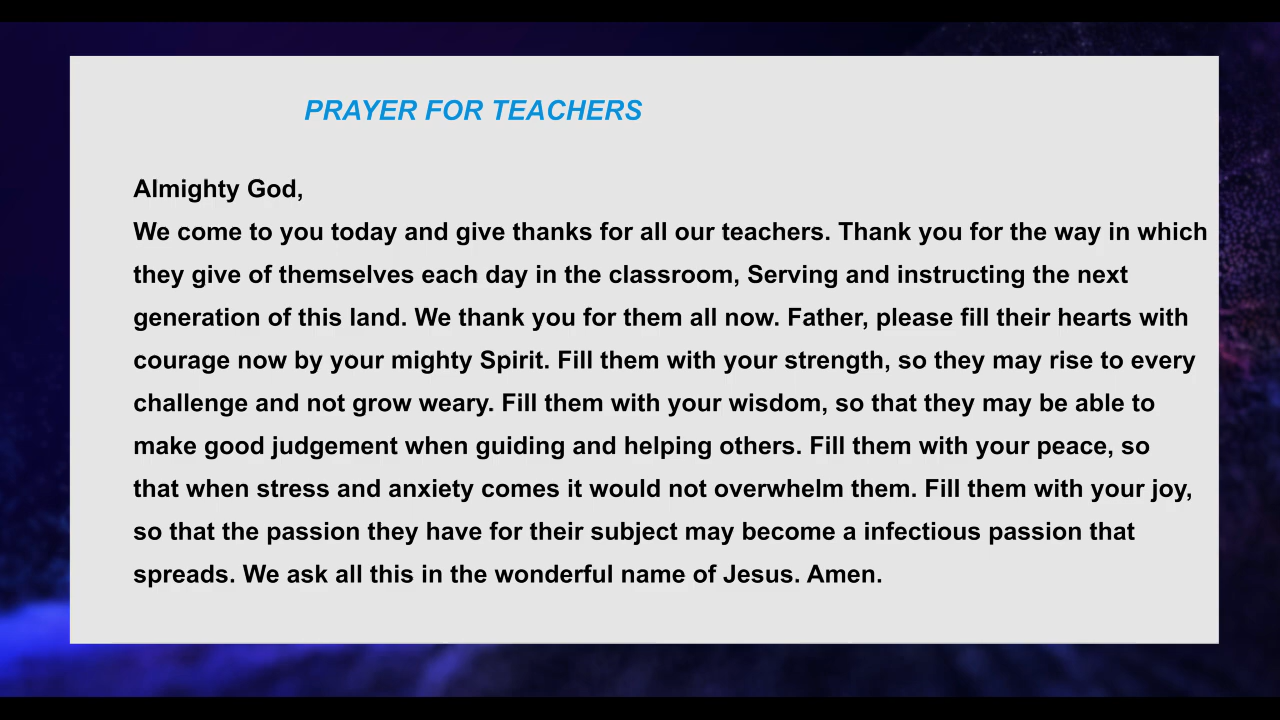 PRAYER FOR TEACHERS
Almighty God,
We come to you today and give thanks for all our teachers. Thank you for the way in which
they give of themselves each day in the classroom, Serving and instructing the next
generation of this land. We thank you for them all now. Father, please fill their hearts with
courage now by your mighty Spirit. Fill them with your strength, so they may rise to every
challenge and not grow weary. Fill them with your wisdom, so that they may be able to
make good judgement when guiding and helping others. Fill them with your peace, so
that when stress and anxiety comes it would not overwhelm them. Fill them with your joy,
so that the passion they have for their subject may become a infectious passion that
spreads. We ask all this in the wonderful name of Jesus. Amen.